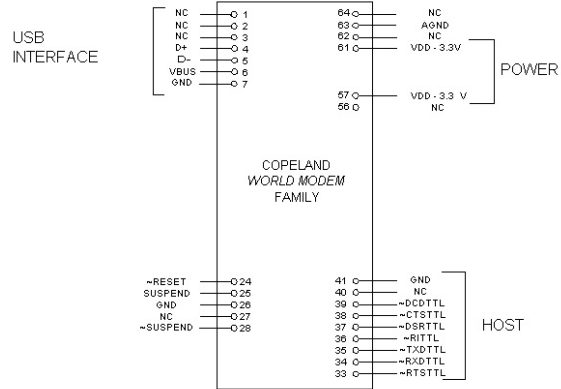 NC 1 64 NC
NC 2 63 AGND
NC 3 62 NC
USB INTERFACE
D+ 4 61 VDD - 3.3V
D- 5
VBUS 6
GND 7
POWER
57 VDD - 3.3 V
56 NC
COPELAND
WORLD MODEM
FAMILY
~RESET 24 41 GND
SUSPEND 25 40 NC
GND 26 39 ~DCDTTL
NC 27 38 ~CTSTTL
~SUSPEND 28 37 ~DSRTTL
HOST
36 ~RITTL
35 ~TXDTTL
34 ~RXDTTL
33 ~RTSTTL